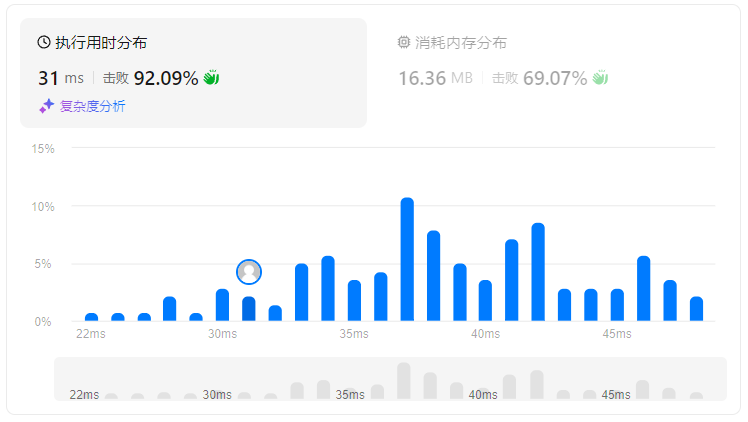 执行用时分布
31 ms 击败 92.09%
复杂度分析
消耗内存分布
16.36 MB 击败 69.07%
15%
10%
5%
0%
22ms 30ms 35ms 40ms 45ms
22ms 30ms 35ms 40ms 45ms